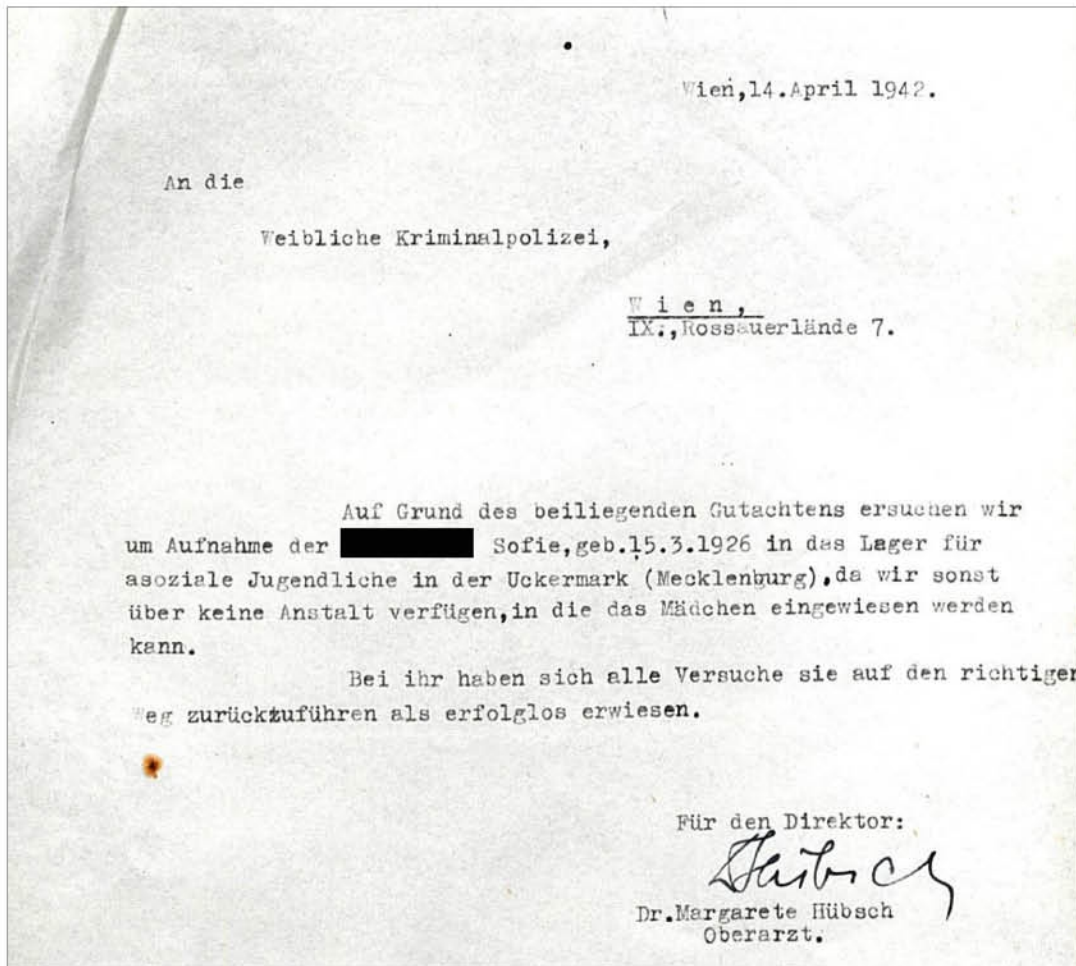 Wien,14.April 1942.
An die
Weibliche Kriminalpolizei,
W i e n ,
IX.,Rossauerlände 7.
Auf Grund des beiliegenden Gutachtens ersuchen wir
um Aufnahme der Sofie,geb.15.3.1926 in das Lager für
asoziale Jugendliche in der Uckermark (Mecklenburg),da wir sonst
über keine Anstalt verfügen,in die das Mädchen eingewiesen werden
kann.
Bei ihr haben sich alle Versuche sie auf den richtigen
Weg zurückzuführen als erfolglos erwiesen.
Für den Direktor:
Hübsch
Dr.Margarete Hübsch
Oberarzt.